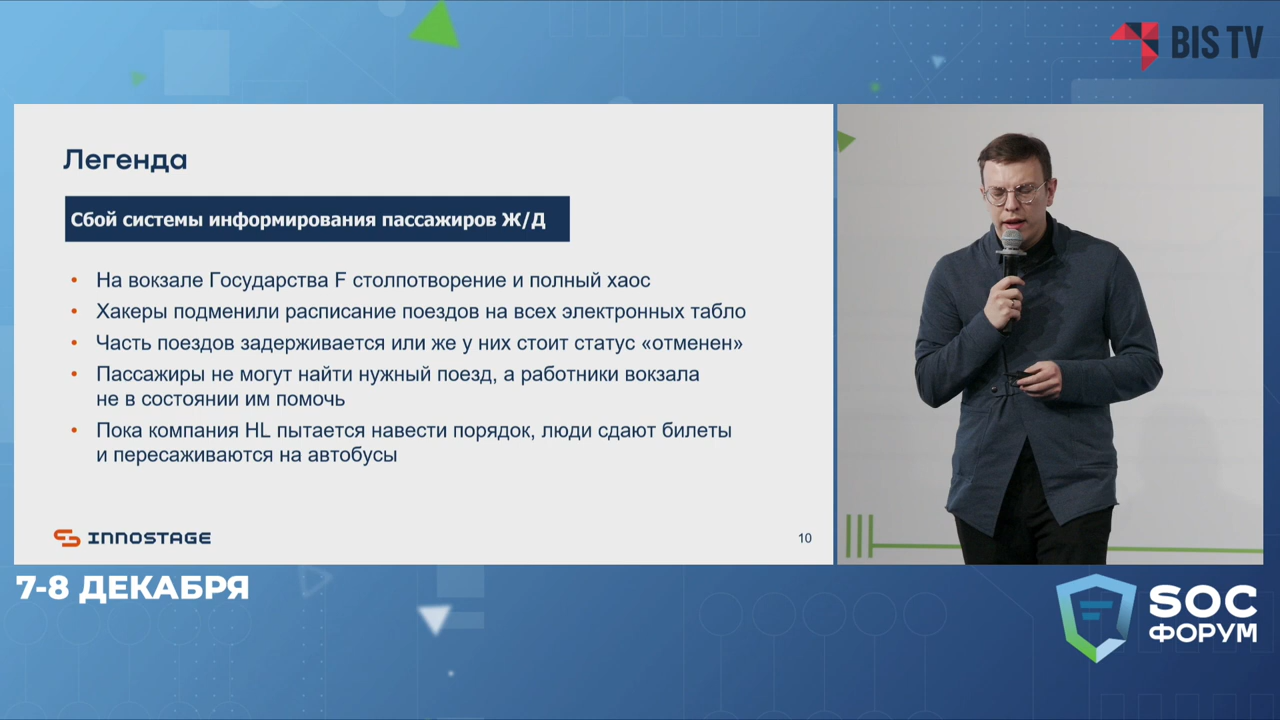 BIS TV
Легенда
Сбой системы информирования пассажиров Ж/Д
• На вокзале Государства F столпотворение и полный хаос
• Хакеры подменили расписание поездов на всех электронных табло
• Часть поездов задерживается или же у них стоит статус «отменен»
• Пассажиры не могут найти нужный поезд, а работники вокзала
не в состоянии им помочь
• Пока компания HL пытается навести порядок, люди сдают билеты
и пересаживаются на автобусы
INNOSTAGE
10
7-8 ДЕКАБРЯ
SOC
ФОРУМ